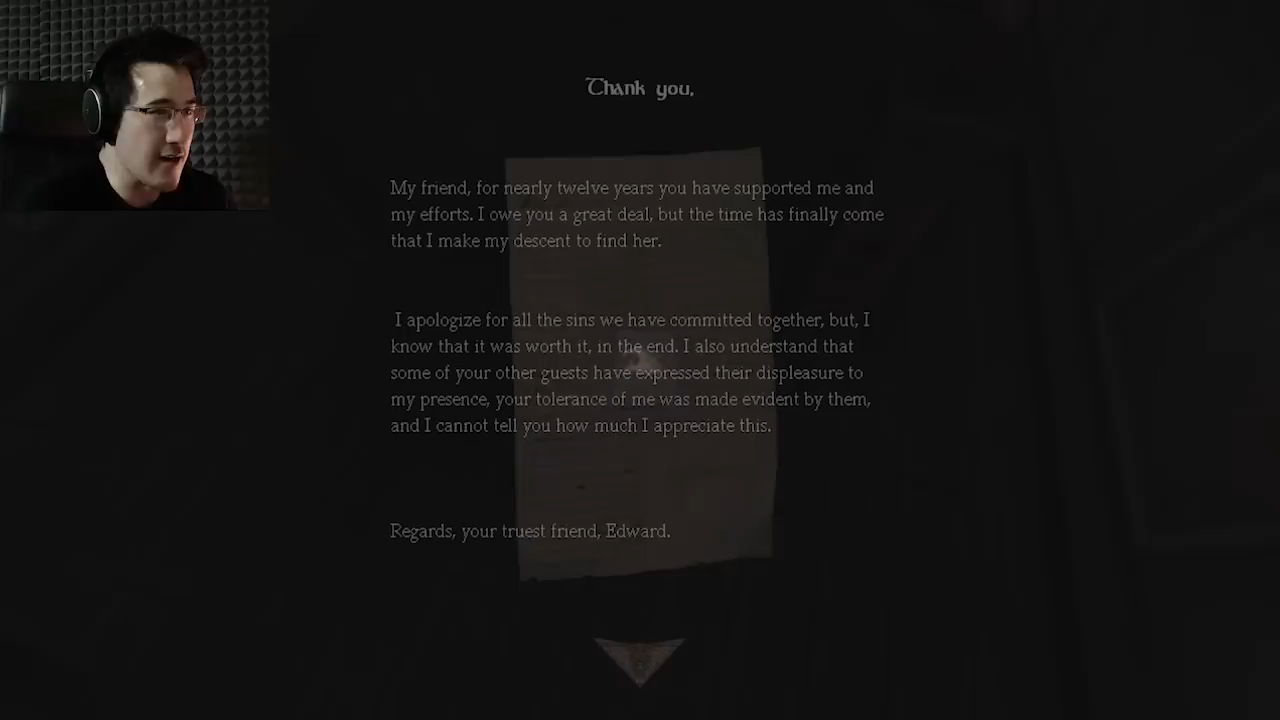 Thank you,
My friend, for nearly twelve years you have supported me and
my efforts. I owe you a great deal, but the time has finally come
that I make my descent to find her.
I apologize for all the sins we have committed together, but, I
know that it was worth it, in the end. I also understand that
some of your other guests have expressed their displeasure to
my presence, your tolerance of me was made evident by them,
and I cannot tell you how much I appreciate this.
Regards, your truest friend, Edward.